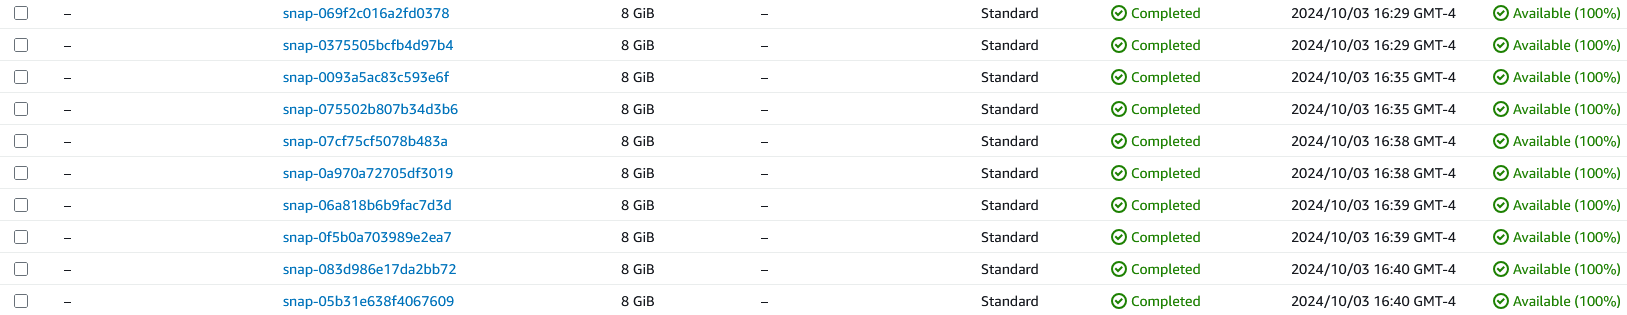 – snap-069f2c016a2fd0378 8 GiB – Standard Completed 2024/10/03 16:29 GMT-4 Available (100%)
– snap-0375505bcfb4d97b4 8 GiB – Standard Completed 2024/10/03 16:29 GMT-4 Available (100%)
– snap-0093a5ac83c593e6f 8 GiB – Standard Completed 2024/10/03 16:35 GMT-4 Available (100%)
– snap-075502b807b34d3b6 8 GiB – Standard Completed 2024/10/03 16:35 GMT-4 Available (100%)
– snap-07cf75cf5078b483a 8 GiB – Standard Completed 2024/10/03 16:38 GMT-4 Available (100%)
– snap-0a970a72705df3019 8 GiB – Standard Completed 2024/10/03 16:38 GMT-4 Available (100%)
– snap-06a818b6b9fac7d3d 8 GiB – Standard Completed 2024/10/03 16:39 GMT-4 Available (100%)
– snap-0f5b0a703989e2ea7 8 GiB – Standard Completed 2024/10/03 16:39 GMT-4 Available (100%)
– snap-083d986e17da2bb72 8 GiB – Standard Completed 2024/10/03 16:40 GMT-4 Available (100%)
– snap-05b31e638f4067609 8 GiB – Standard Completed 2024/10/03 16:40 GMT-4 Available (100%)